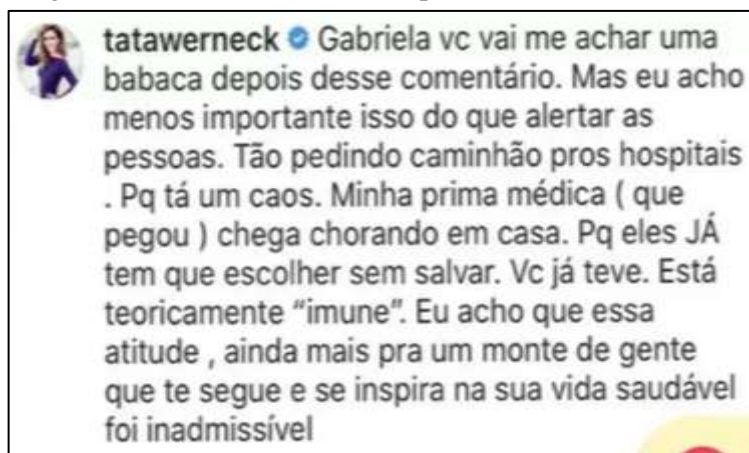 tatawerneck Gabriela vc vai me achar uma
babaca depois desse comentário. Mas eu acho
menos importante isso do que alertar as
pessoas. Tão pedindo caminhão pros hospitais
. Pq tá um caos. Minha prima médica ( que
pegou ) chega chorando em casa. Pq eles JÁ
tem que escolher sem salvar. Vc já teve. Está
teoricamente “imune”. Eu acho que essa
atitude , ainda mais pra um monte de gente
que te segue e se inspira na sua vida saudável
foi inadmissível